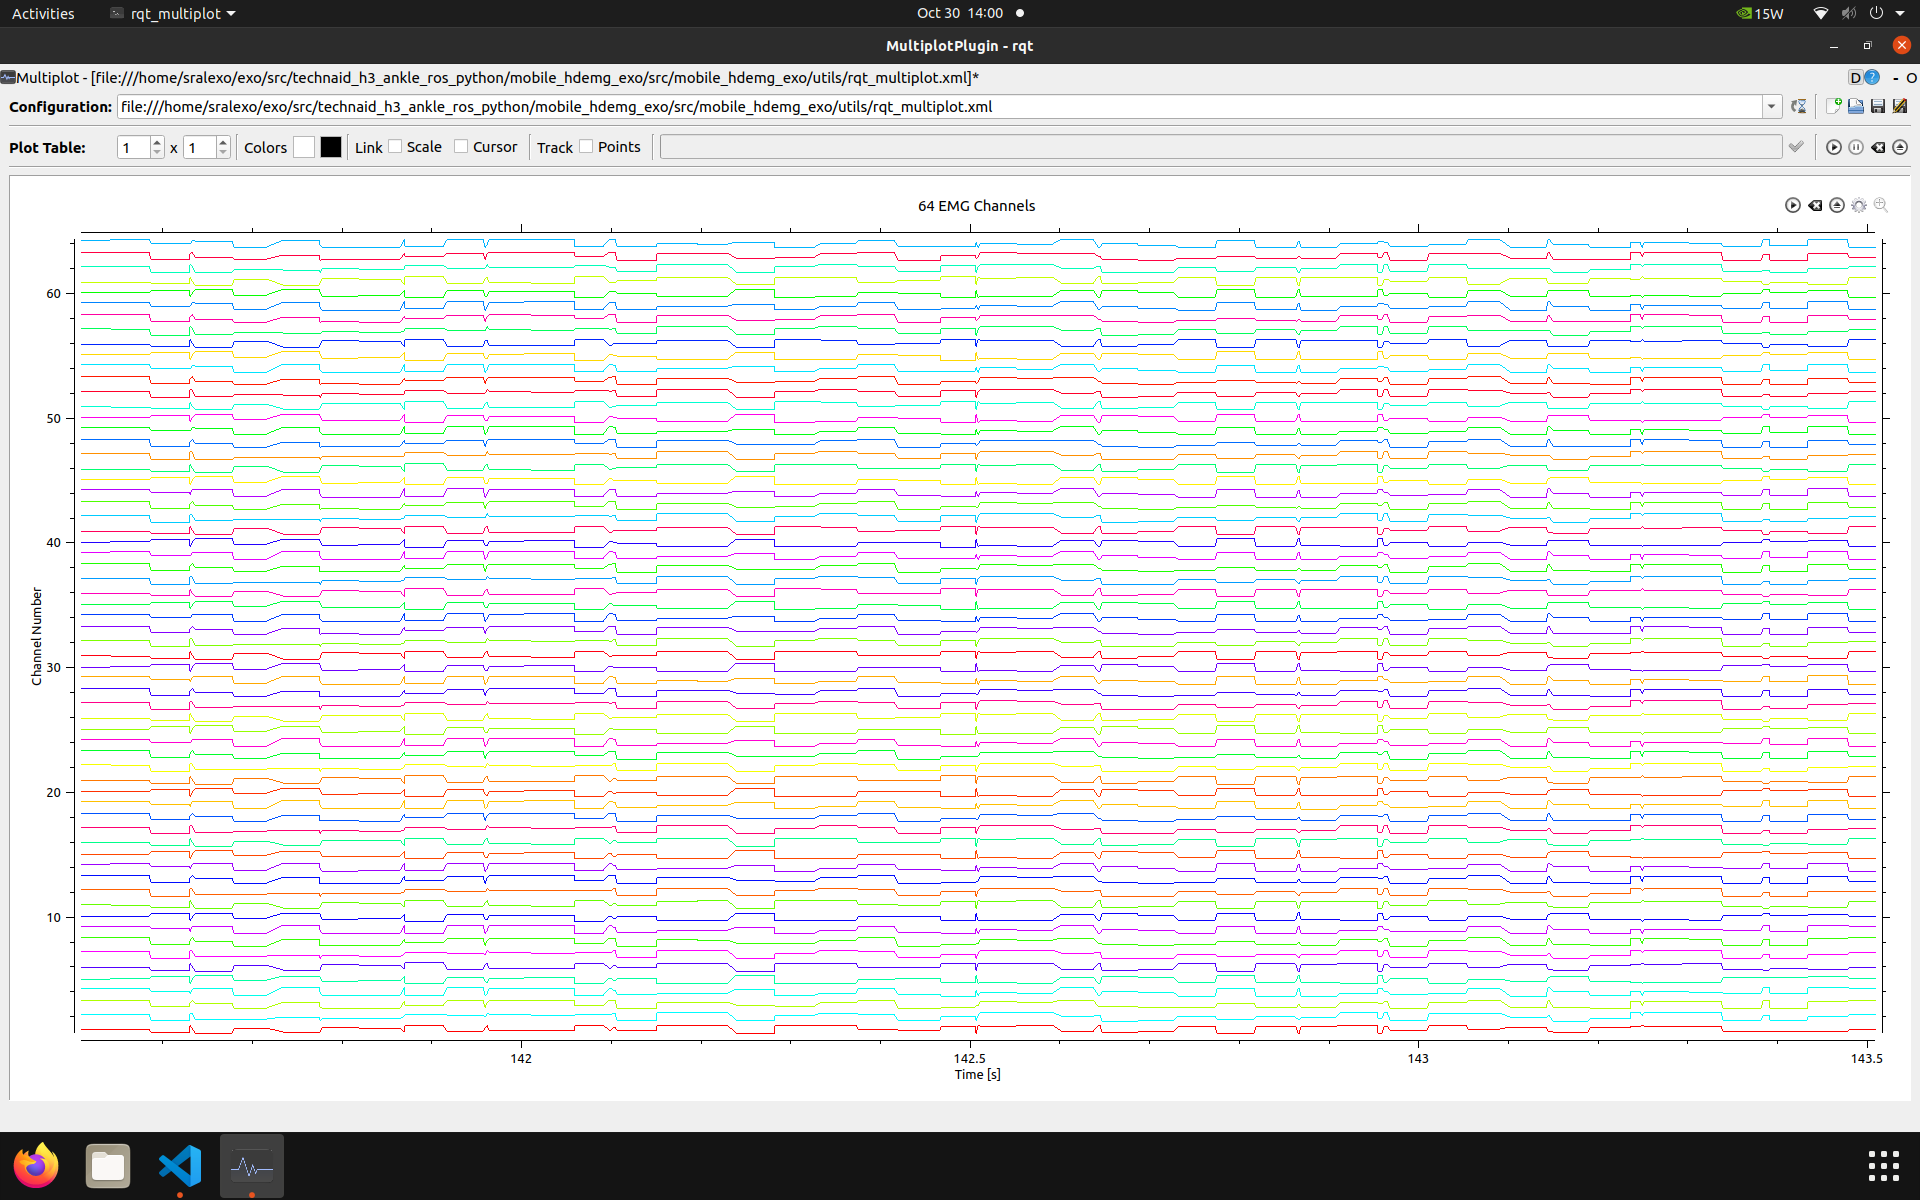 Activities
rqt_multiplot
Oct 30 14:00
15W
MultiplotPlugin - rqt
Multiplot - [file:///home/sralexo/exo/src/technaid_h3_ankle_ros_python/mobile_hdemg_exo/src/mobile_hdemg_exo/utils/rqt_multiplot.xml]*
D ? - O
Configuration: file:///home/sralexo/exo/src/technaid_h3_ankle_ros_python/mobile_hdemg_exo/src/mobile_hdemg_exo/utils/rqt_multiplot.xml
Plot Table: 1 x 1 Colors Link Scale Cursor Track Points
64 EMG Channels
60
50
40
30
20
10
Channel Number
142 142.5 143 143.5
Time [s]